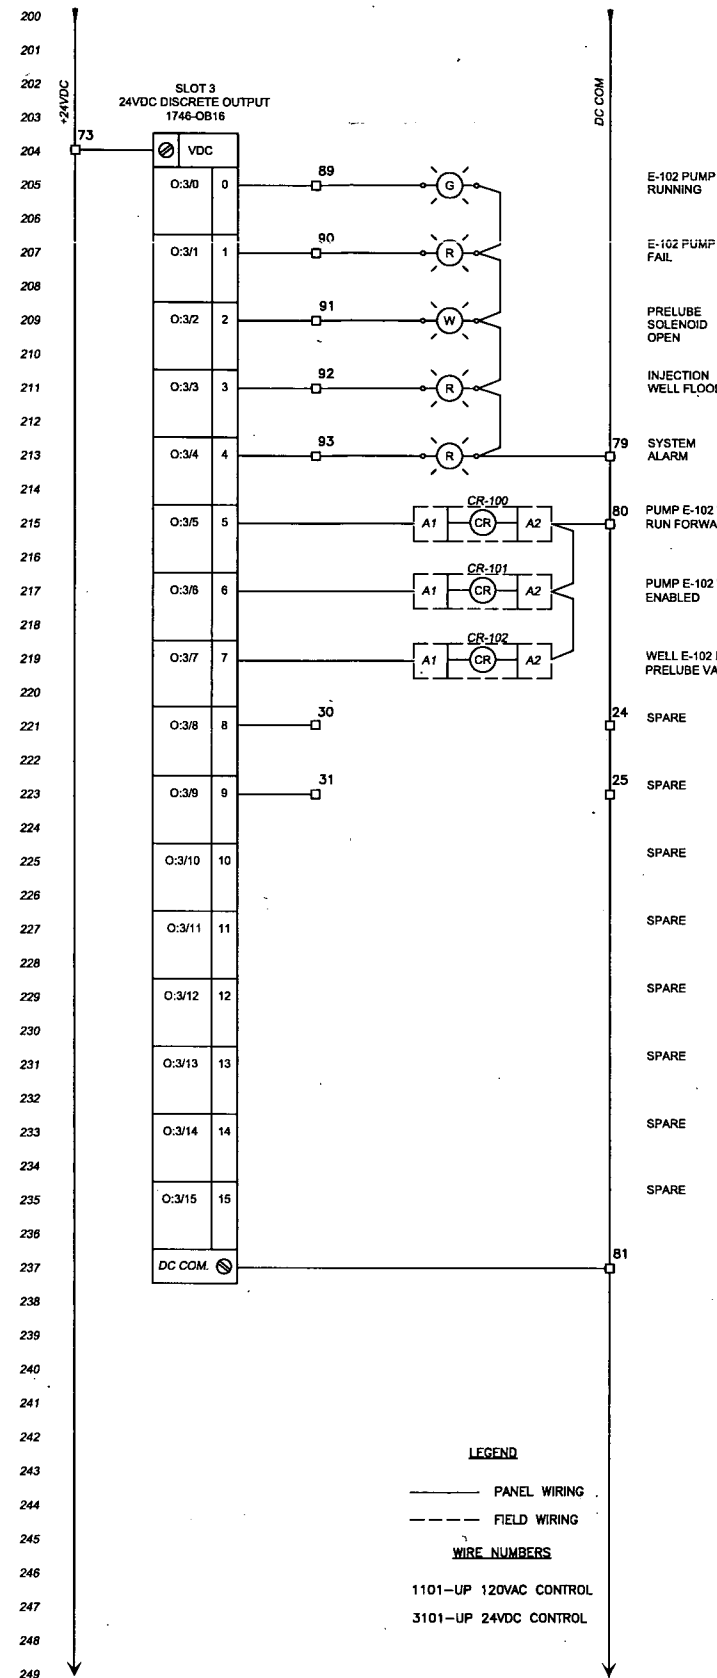 200
201
202
203
204
205
206
207
208
209
210
211
212
213
214
215
216
217
218
219
220
221
222
223
224
225
226
227
228
229
230
231
232
233
234
235
236
237
238
239
240
241
242
243
244
245
246
247
248
249
+24VDC
DC COM
SLOT 3
24VDC DISCRETE OUTPUT
1746-OB16
73
VDC
O:3/0 0 89 G
E-102 PUMP
RUNNING
O:3/1 1 90 R
E-102 PUMP
FAIL
O:3/2 2 91 W
PRELUBE
SOLENOID
OPEN
O:3/3 3 92 R
INJECTION
WELL FLOOD
O:3/4 4 93 R 79
SYSTEM
ALARM
CR-100
O:3/5 5 A1 CR A2 80
PUMP E-102
RUN FORWA
CR-101
O:3/6 6 A1 CR A2
PUMP E-102
ENABLED
CR-102
O:3/7 7 A1 CR A2
WELL E-102
PRELUBE VA
O:3/8 8 30 24 SPARE
O:3/9 9 31 25 SPARE
O:3/10 10 SPARE
O:3/11 11 SPARE
O:3/12 12 SPARE
O:3/13 13 SPARE
O:3/14 14 SPARE
O:3/15 15 SPARE
DC COM. 81
LEGEND
PANEL WIRING
FIELD WIRING
WIRE NUMBERS
1101-UP 120VAC CONTROL
3101-UP 24VDC CONTROL